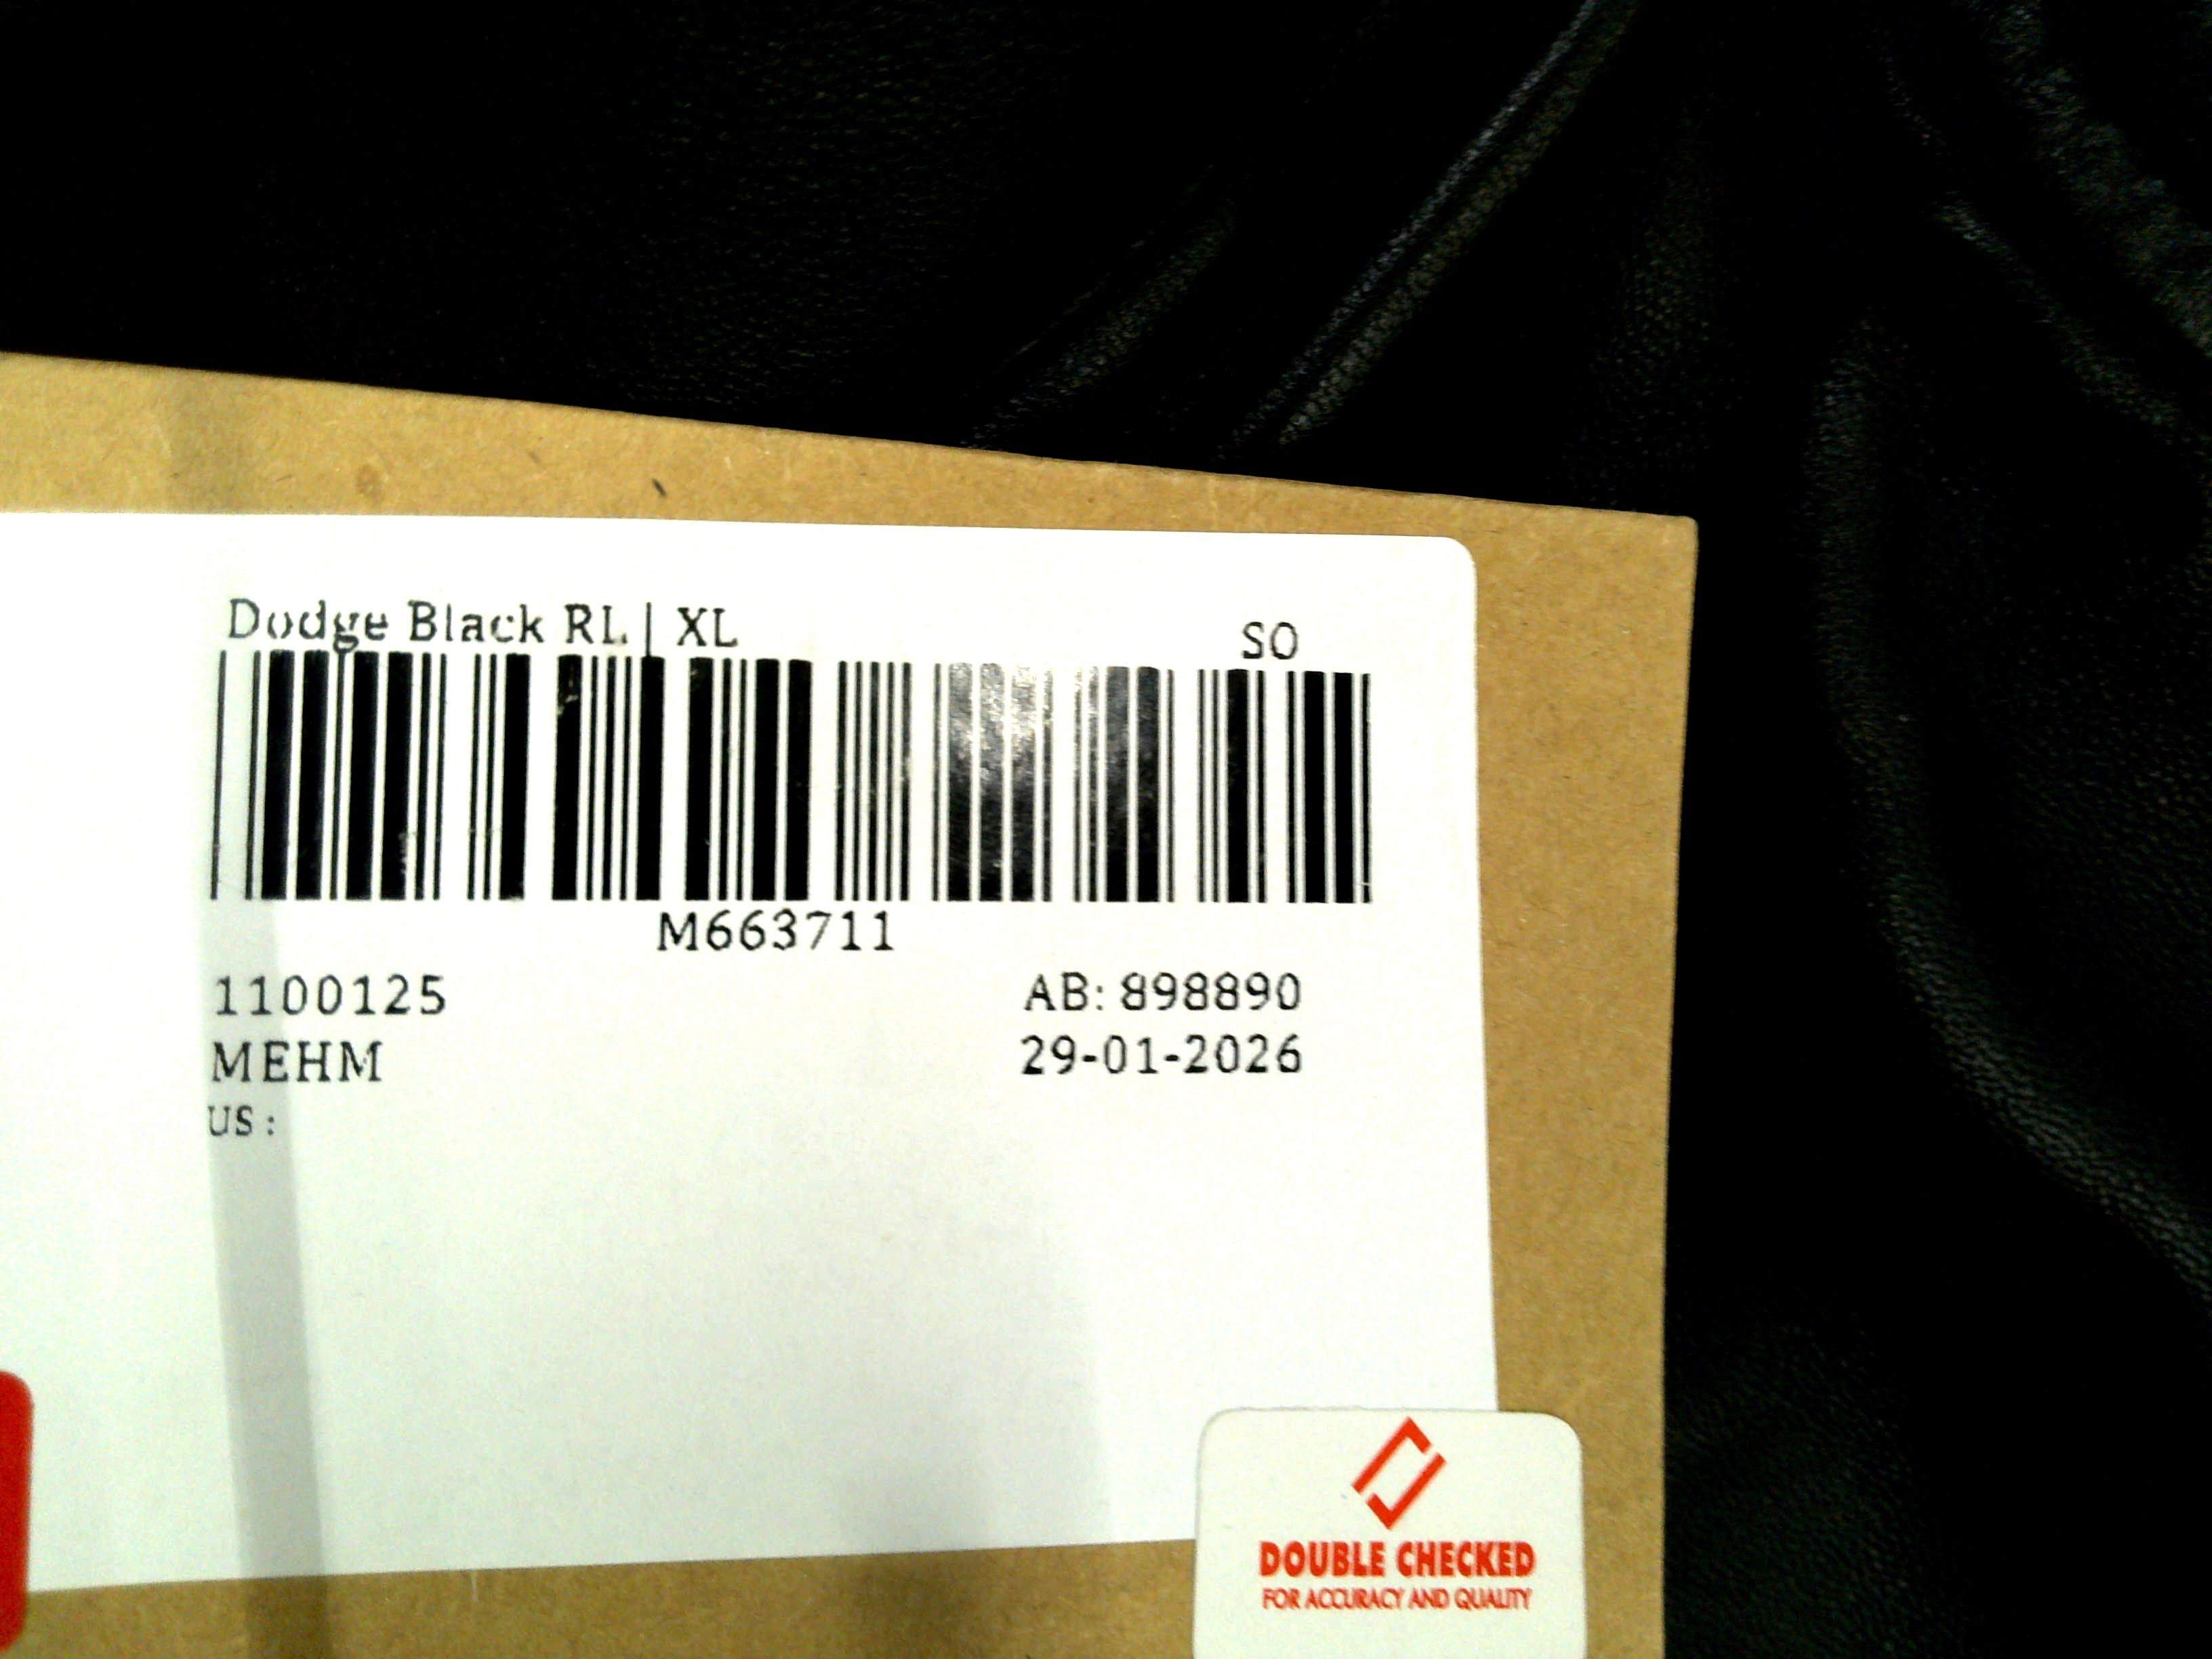 Dodge Black RL | XL
SO
M663711
1100125
AB: 898890
MEHM
29-01-2026
US :
DOUBLE CHECKED
FOR ACCURACY AND QUALITY